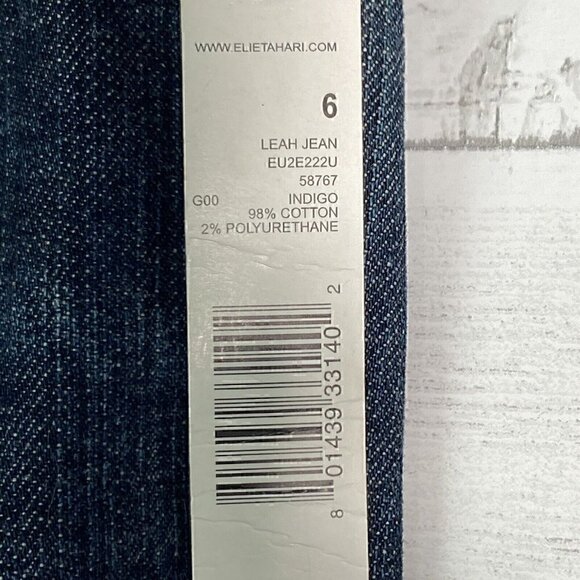 WWW.ELIETAHARI.COM
6
LEAH JEAN
EU2E222U
58767
G00 INDIGO
98% COTTON
2% POLYURETHANE
8 01439 33140 2